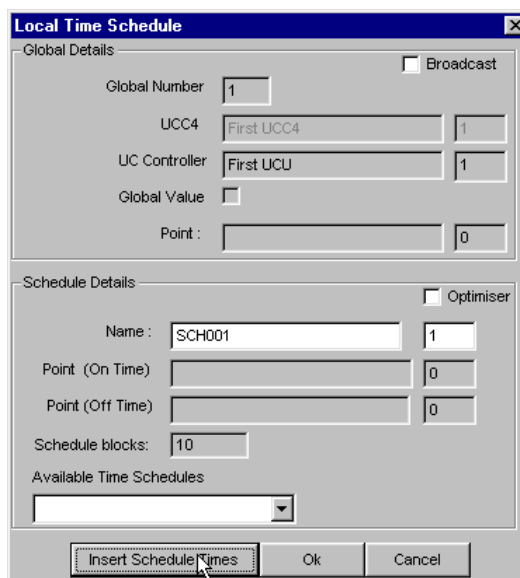 Local Time Schedule
Global Details
Broadcast
Global Number 1
UCC4 First UCC4 1
UC Controller First UCU 1
Global Value
Point : 0
Schedule Details
Optimiser
Name : SCH001 1
Point (On Time) 0
Point (Off Time) 0
Schedule blocks: 10
Available Time Schedules
Insert Schedule Times Ok Cancel